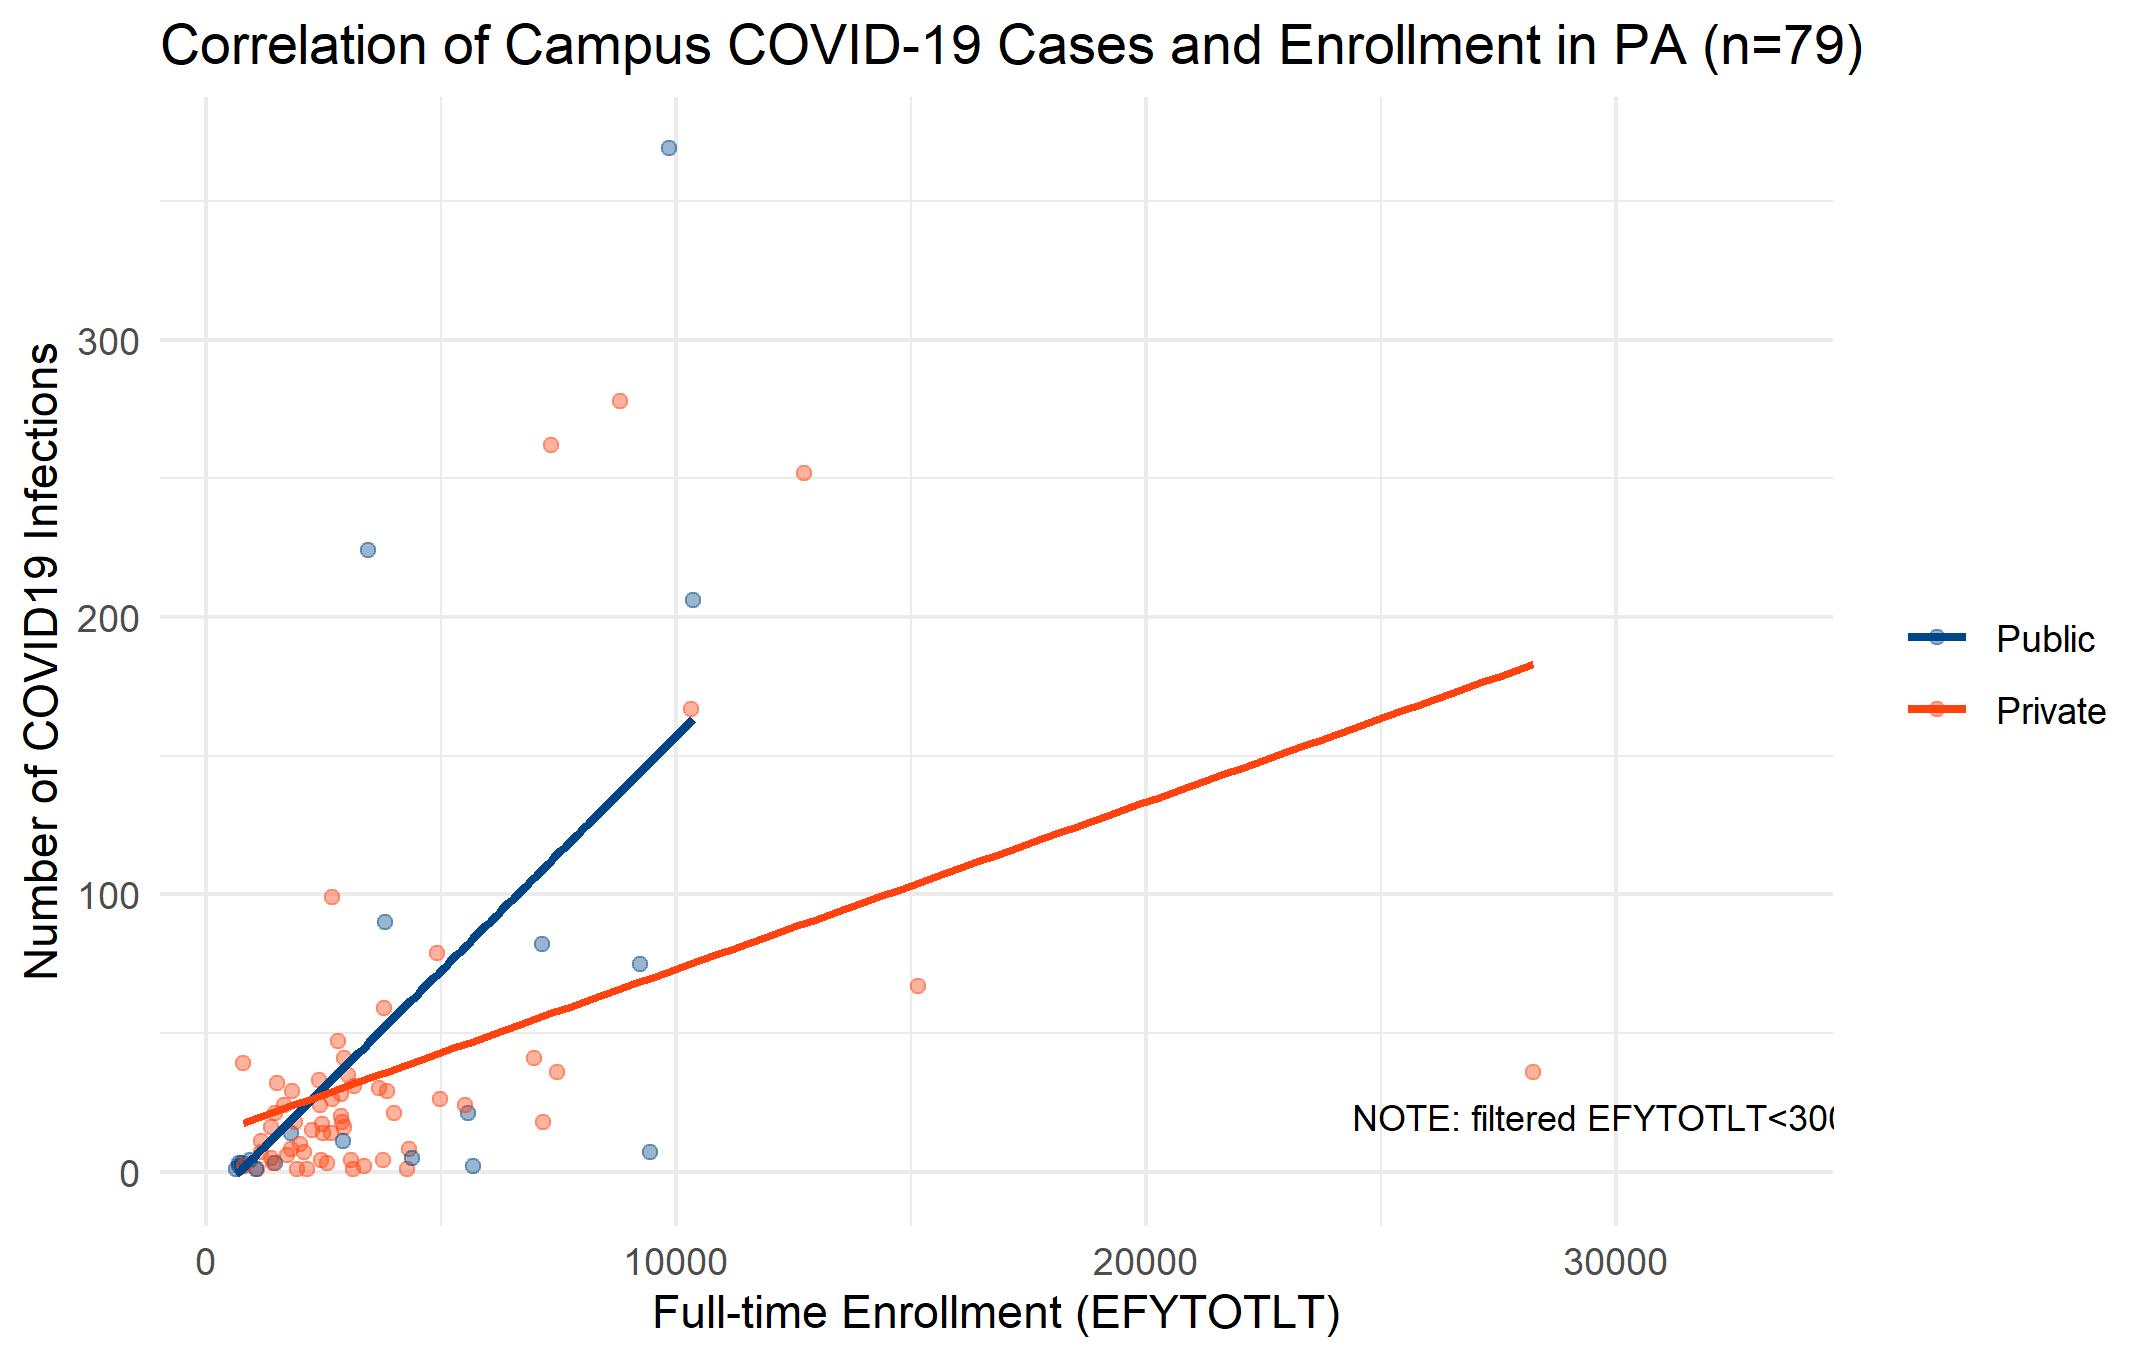 Correlation of Campus COVID-19 Cases and Enrollment in PA (n=79)
Number of COVID19 Infections
300
200
100
0
Public
Private
NOTE: filtered EFYTOTLT<300
0 10000 20000 30000
Full-time Enrollment (EFYTOTLT)